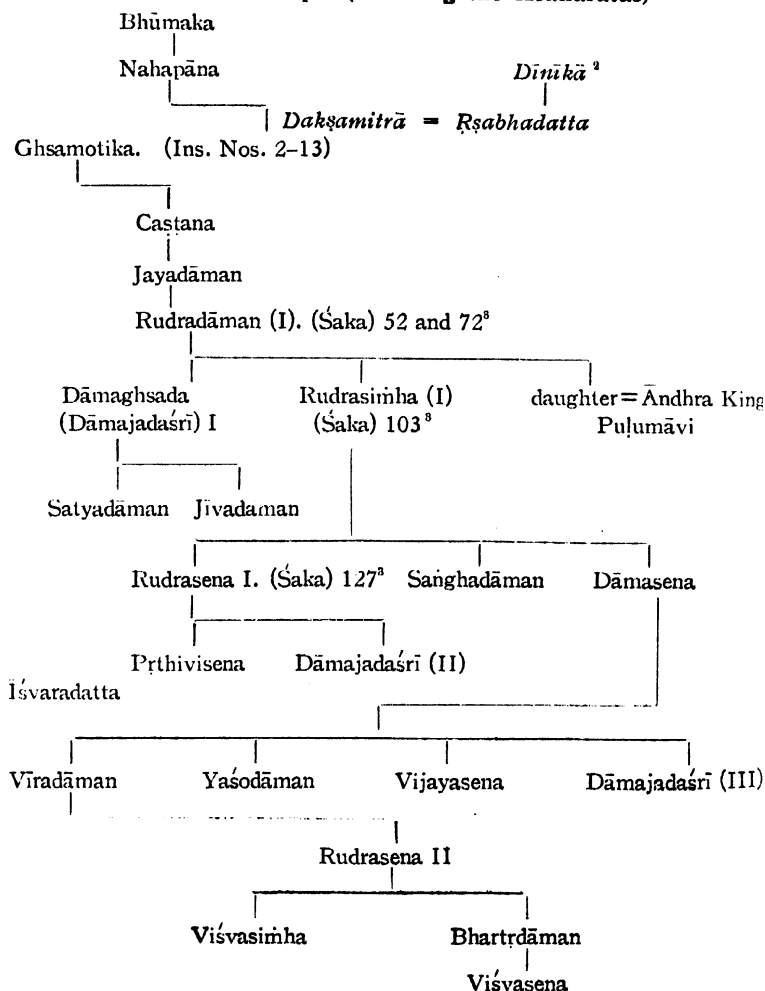 Bhūmaka
Nahapāna Dīnīkā ²
Dakṣamitrā = Ṛṣabhadatta
Ghsamotika. (Ins. Nos. 2–13)
Caṣṭana
Jayadāman
Rudradāman (I). (Śaka) 52 and 72³
Dāmaghsada Rudrasiṁha (I) daughter = Āndhra King
(Dāmajadaśrī) I (Śaka) 103³ Puḷumāvi
Satyadāman Jīvadāman
Rudrasena I. (Śaka) 127³ Saṅghadāman Dāmasena
Pṛthivisena Dāmajadaśrī (II)
Īśvaradatta
Vīradāman Yaśodāman Vijayasena Dāmajadaśrī (III)
Rudrasena II
Viśvasiṁha Bhartṛdāman
Viśvasena